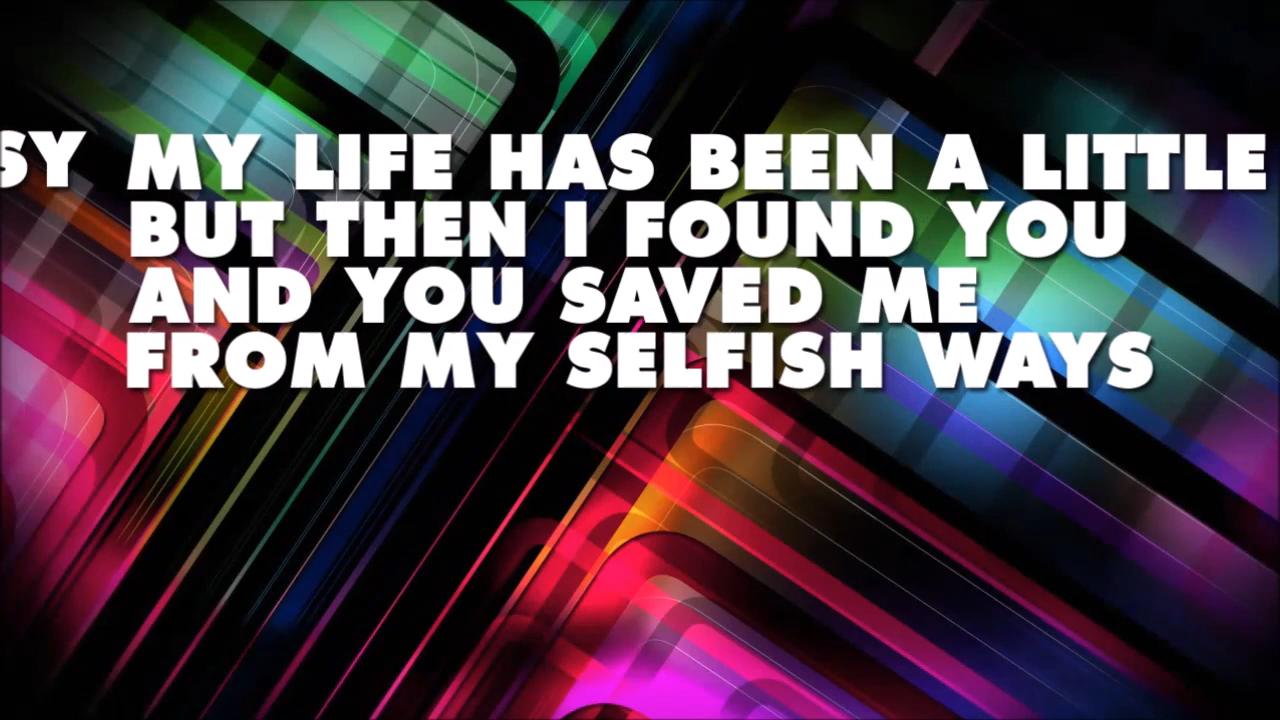 SY MY LIFE HAS BEEN A LITTLE
BUT THEN I FOUND YOU
AND YOU SAVED ME
FROM MY SELFISH WAYS